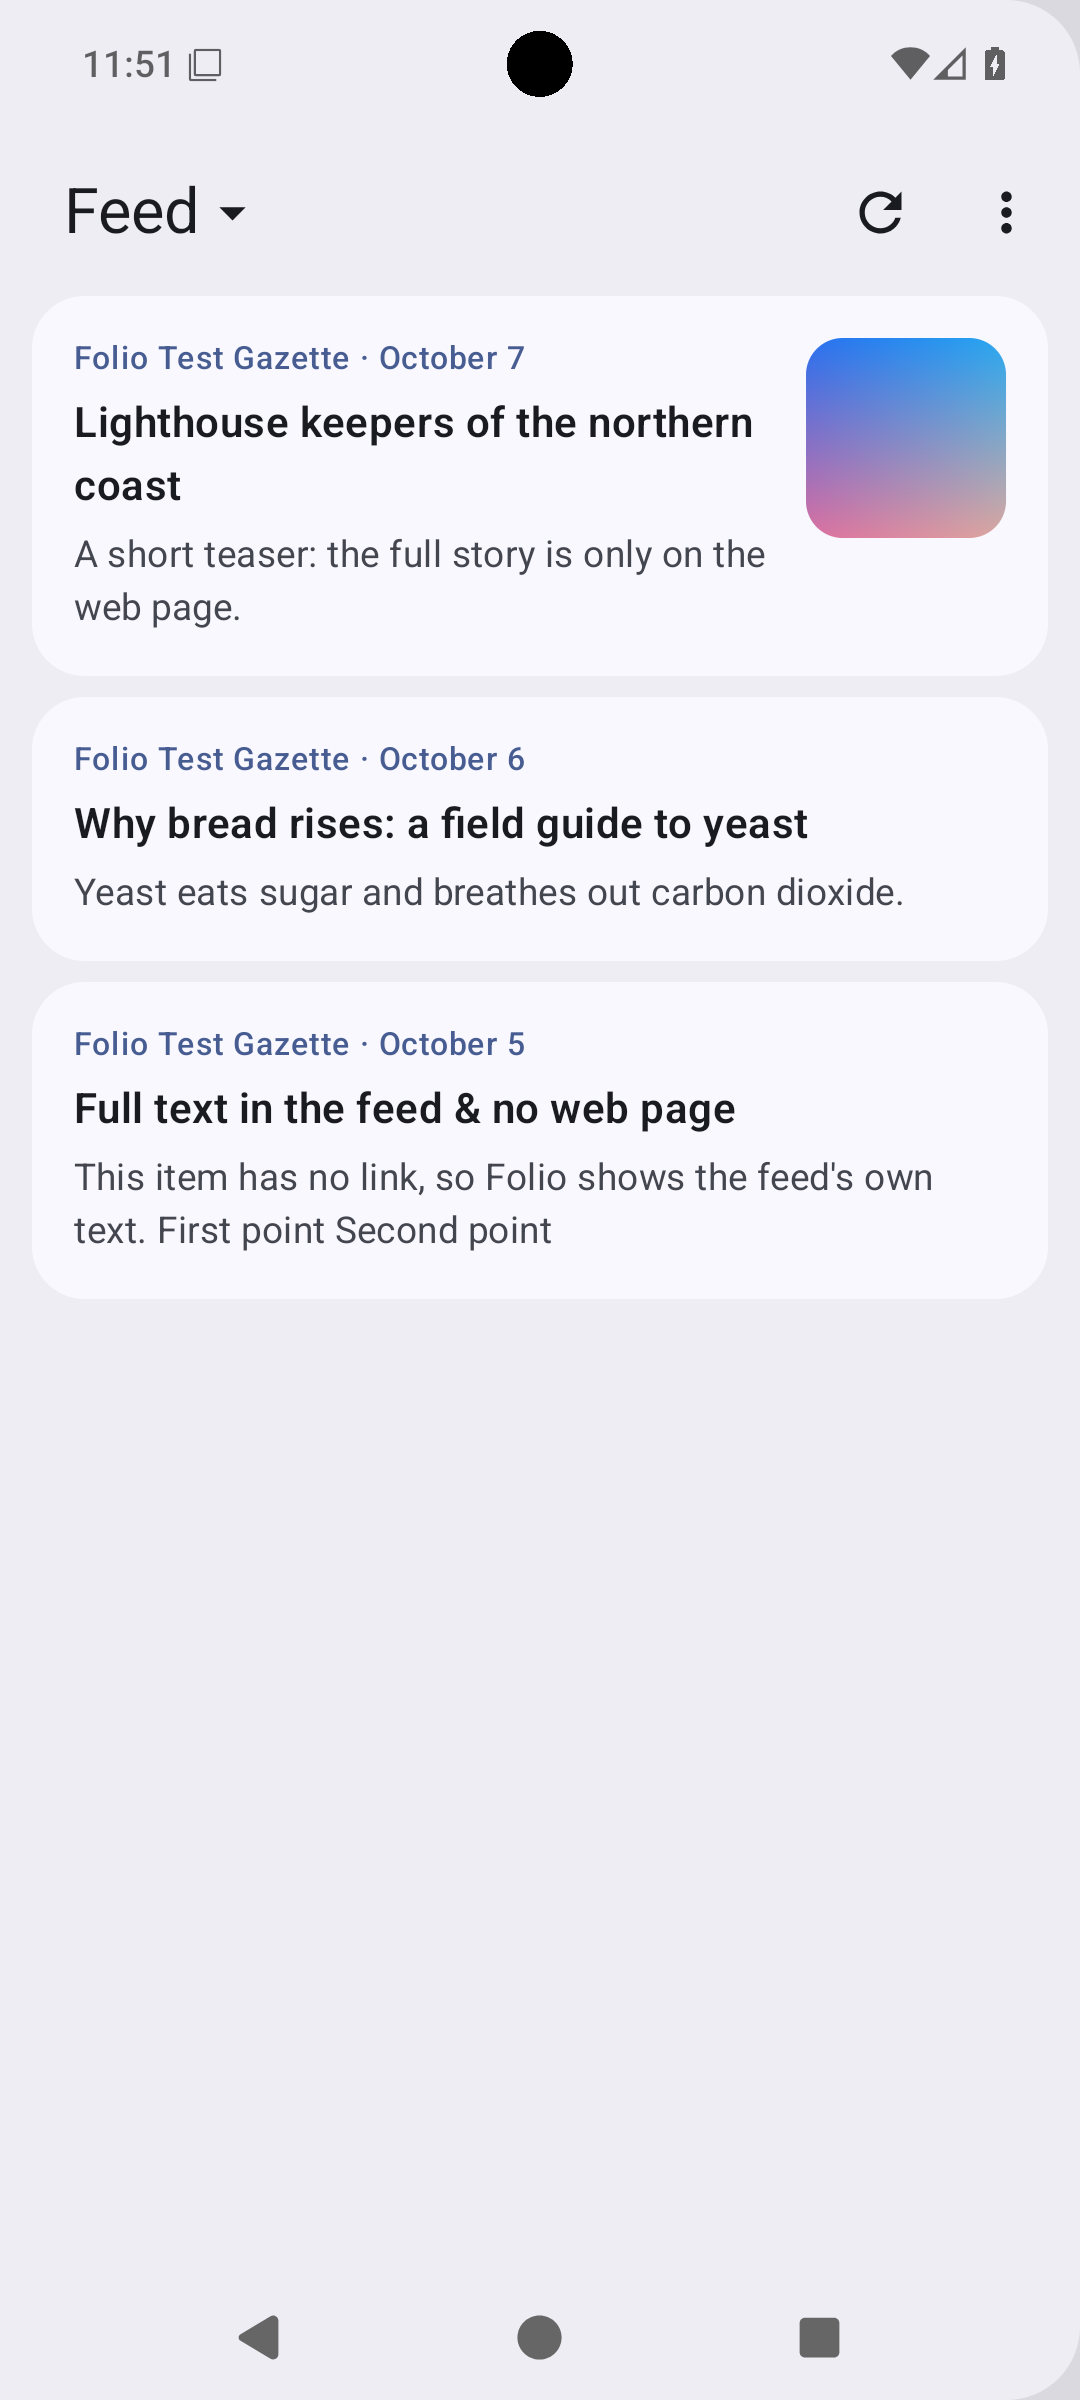 11:51
Feed
Folio Test Gazette · October 7
Lighthouse keepers of the northern
coast
A short teaser: the full story is only on the
web page.
Folio Test Gazette · October 6
Why bread rises: a field guide to yeast
Yeast eats sugar and breathes out carbon dioxide.
Folio Test Gazette · October 5
Full text in the feed & no web page
This item has no link, so Folio shows the feed's own
text. First point Second point